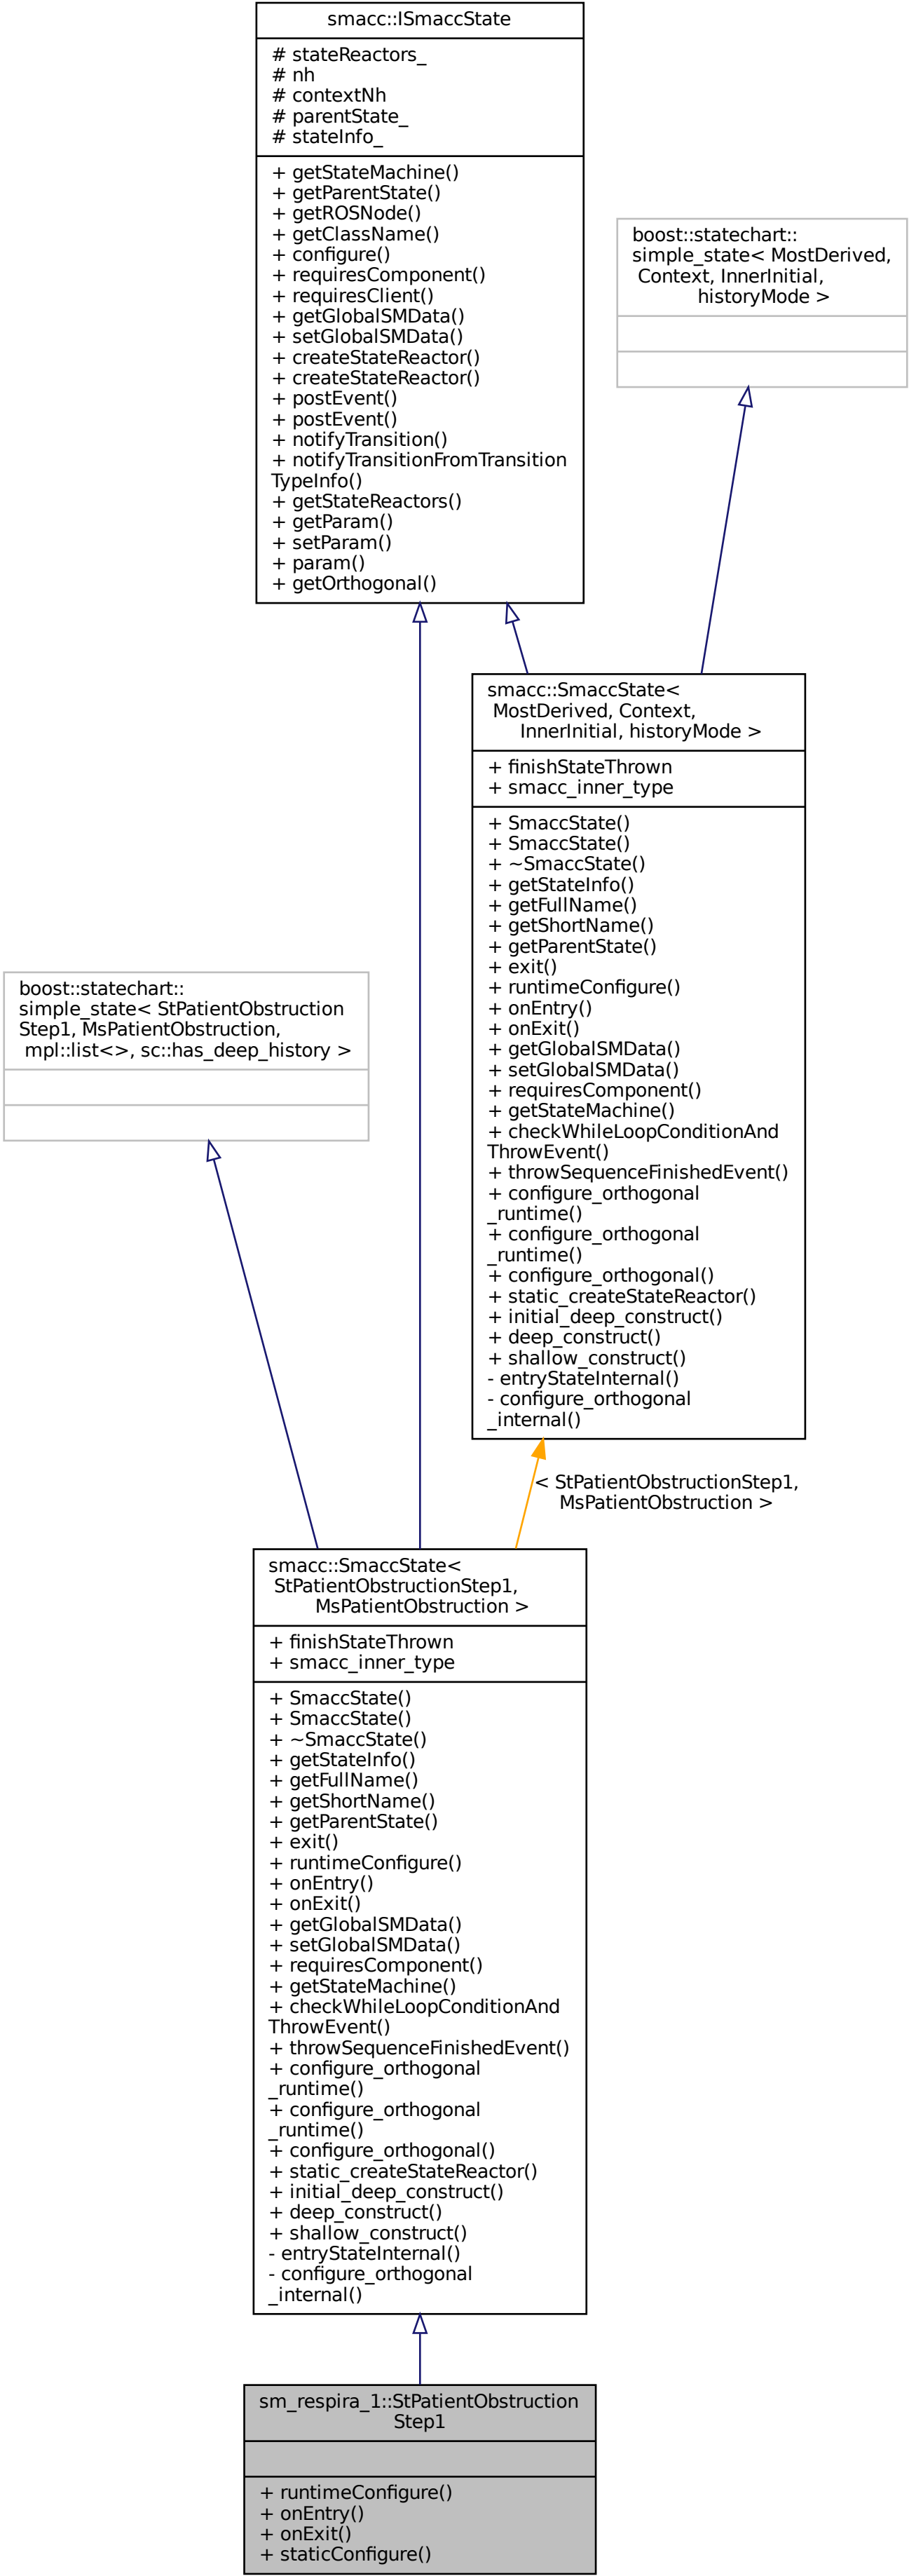 smacc::ISmaccState
# stateReactors_
# nh
# contextNh
# parentState_
# stateInfo_
+ getStateMachine()
+ getParentState()
+ getROSNode()
+ getClassName()
+ configure()
+ requiresComponent()
+ requiresClient()
+ getGlobalSMData()
+ setGlobalSMData()
+ createStateReactor()
+ createStateReactor()
+ postEvent()
+ postEvent()
+ notifyTransition()
+ notifyTransitionFromTransition
TypeInfo()
+ getStateReactors()
+ getParam()
+ setParam()
+ param()
+ getOrthogonal()
boost::statechart::
simple_state< MostDerived,
Context, InnerInitial,
historyMode >
smacc::SmaccState<
MostDerived, Context,
InnerInitial, historyMode >
+ finishStateThrown
+ smacc_inner_type
+ SmaccState()
+ SmaccState()
+ ~SmaccState()
+ getStateInfo()
+ getFullName()
+ getShortName()
+ getParentState()
+ exit()
+ runtimeConfigure()
+ onEntry()
+ onExit()
+ getGlobalSMData()
+ setGlobalSMData()
+ requiresComponent()
+ getStateMachine()
+ checkWhileLoopConditionAnd
ThrowEvent()
+ throwSequenceFinishedEvent()
+ configure_orthogonal
_runtime()
+ configure_orthogonal
_runtime()
+ configure_orthogonal()
+ static_createStateReactor()
+ initial_deep_construct()
+ deep_construct()
+ shallow_construct()
- entryStateInternal()
- configure_orthogonal
_internal()
boost::statechart::
simple_state< StPatientObstruction
Step1, MsPatientObstruction,
mpl::list<>, sc::has_deep_history >
< StPatientObstructionStep1,
MsPatientObstruction >
smacc::SmaccState<
StPatientObstructionStep1,
MsPatientObstruction >
+ finishStateThrown
+ smacc_inner_type
+ SmaccState()
+ SmaccState()
+ ~SmaccState()
+ getStateInfo()
+ getFullName()
+ getShortName()
+ getParentState()
+ exit()
+ runtimeConfigure()
+ onEntry()
+ onExit()
+ getGlobalSMData()
+ setGlobalSMData()
+ requiresComponent()
+ getStateMachine()
+ checkWhileLoopConditionAnd
ThrowEvent()
+ throwSequenceFinishedEvent()
+ configure_orthogonal
_runtime()
+ configure_orthogonal
_runtime()
+ configure_orthogonal()
+ static_createStateReactor()
+ initial_deep_construct()
+ deep_construct()
+ shallow_construct()
- entryStateInternal()
- configure_orthogonal
_internal()
sm_respira_1::StPatientObstruction
Step1
+ runtimeConfigure()
+ onEntry()
+ onExit()
+ staticConfigure()